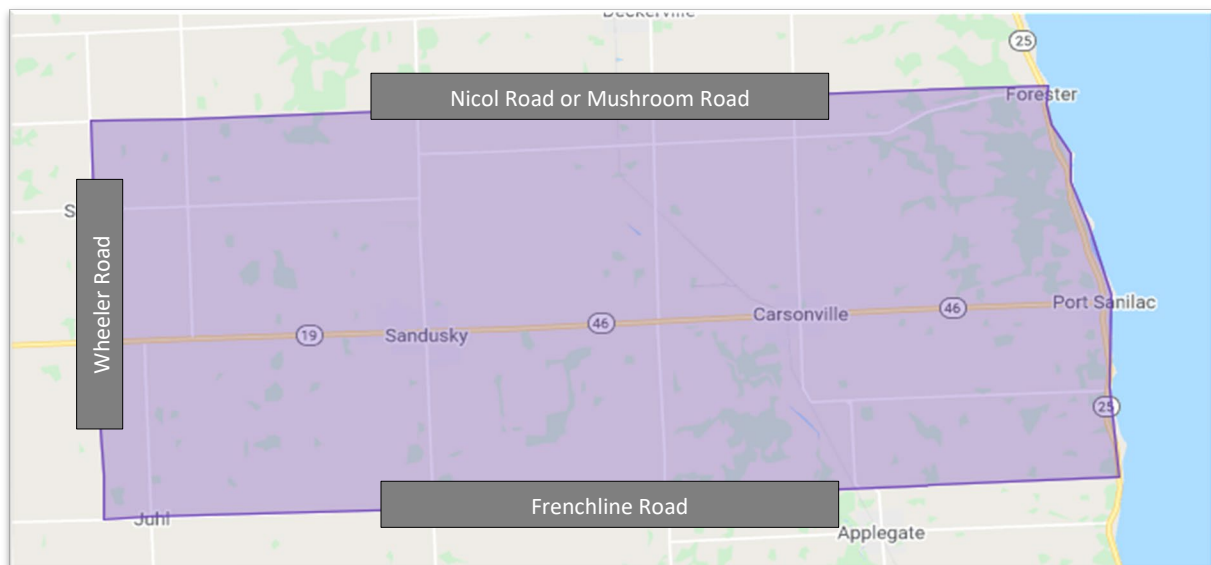 25
Nicol Road or Mushroom Road
Forester
Wheeler Road
Port Sanilac
46
Carsonville
46
19
Sandusky
25
Frenchline Road
Juhl
Applegate